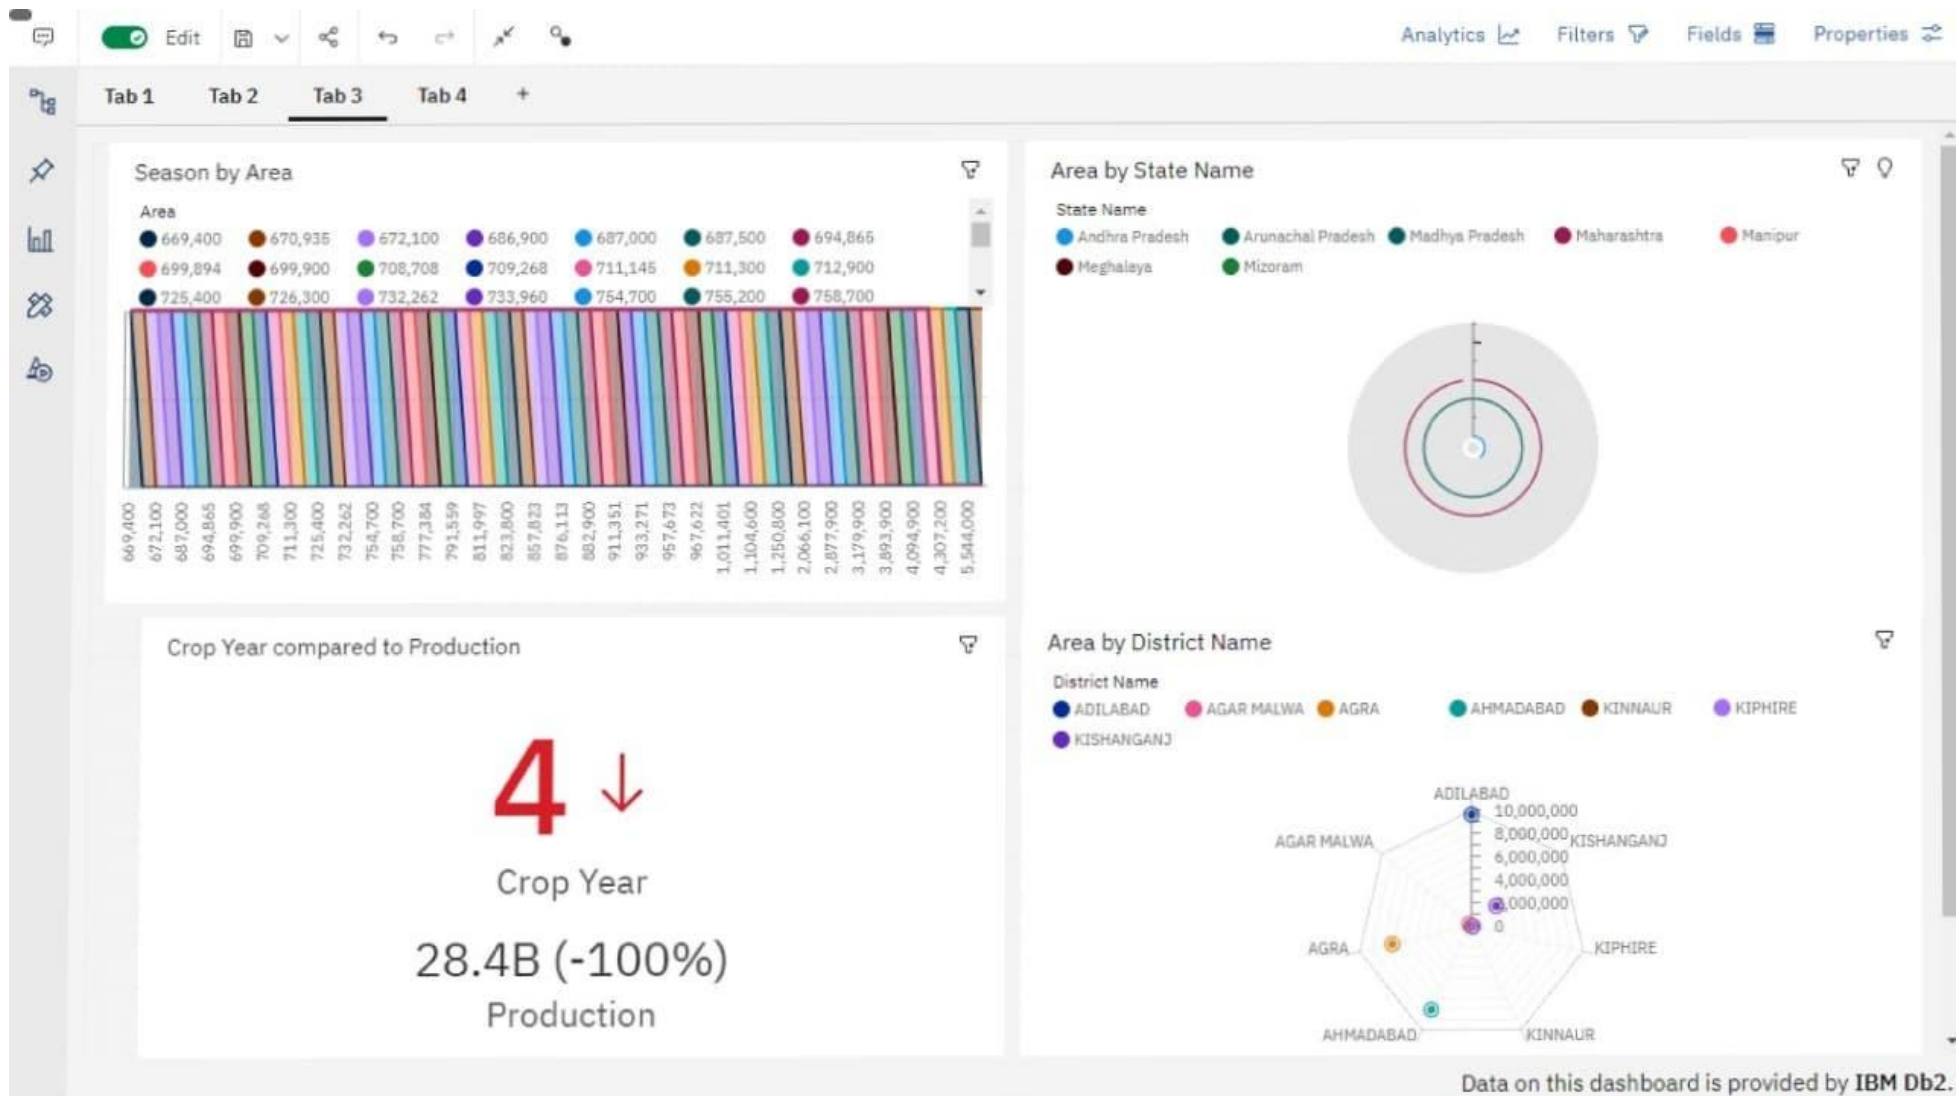 Edit
Analytics Filters Fields Properties
Tab 1 Tab 2 Tab 3 Tab 4 +
Season by Area
Area
669,400 670,935 672,100 686,900 687,000 687,500 694,865
699,894 699,900 708,708 709,268 711,145 711,300 712,900
725,400 726,300 732,262 733,960 754,700 755,200 758,700
669,400
672,100
687,000
694,865
699,900
709,268
711,300
725,400
732,262
754,700
758,700
777,384
791,559
811,997
823,800
857,823
876,113
882,900
911,351
933,271
957,673
967,622
1,011,401
1,104,600
1,250,800
2,066,100
2,877,900
3,179,900
3,893,900
4,094,900
4,307,200
5,544,000
Area by State Name
State Name
Andhra Pradesh Arunachal Pradesh Madhya Pradesh Maharashtra Manipur
Meghalaya Mizoram
Crop Year compared to Production
4 ↓
Crop Year
28.4B (-100%)
Production
Area by District Name
District Name
ADILABAD AGAR MALWA AGRA AHMADABAD KINNAUR KIPHIRE
KISHANGANJ
ADILABAD
10,000,000
8,000,000
AGAR MALWA KISHANGANJ
6,000,000
4,000,000
,000,000
0
AGRA KIPHIRE
AHMADABAD KINNAUR
Data on this dashboard is provided by IBM Db2.